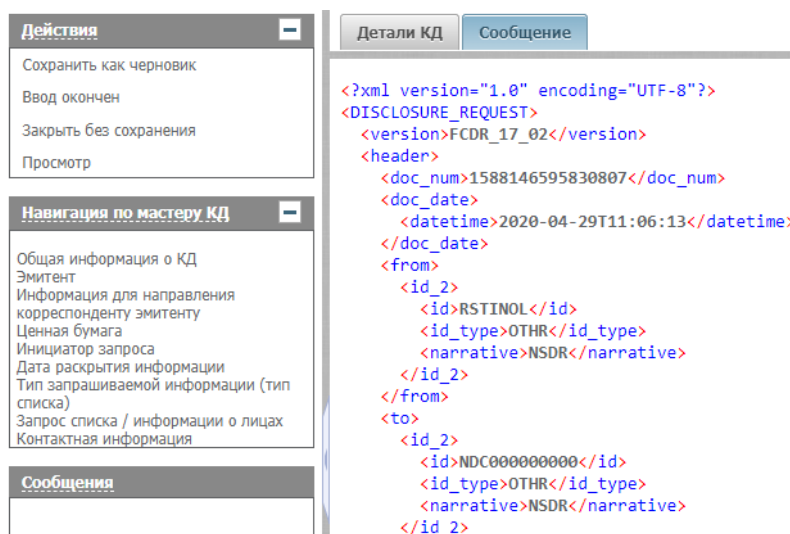 Действия
Сохранить как черновик
Ввод окончен
Закрыть без сохранения
Просмотр
Навигация по мастеру КД
Общая информация о КД
Эмитент
Информация для направления
корреспонденту эмитенту
Ценная бумага
Инициатор запроса
Дата раскрытия информации
Тип запрашиваемой информации (тип
списка)
Запрос списка / информации о лицах
Контактная информация
Сообщения
Детали КД
Сообщение
<?xml version="1.0" encoding="UTF-8"?>
<DISCLOSURE_REQUEST>
<version>FCDR_17_02</version>
<header>
<doc_num>1588146595830807</doc_num>
<doc_date>
<datetime>2020-04-29T11:06:13</datetime>
</doc_date>
<from>
<id_2>
<id>RSTINOL</id>
<id_type>OTHR</id_type>
<narrative>NSDR</narrative>
</id_2>
</from>
<to>
<id_2>
<id>NDC000000000</id>
<id_type>OTHR</id_type>
<narrative>NSDR</narrative>
</id_2>